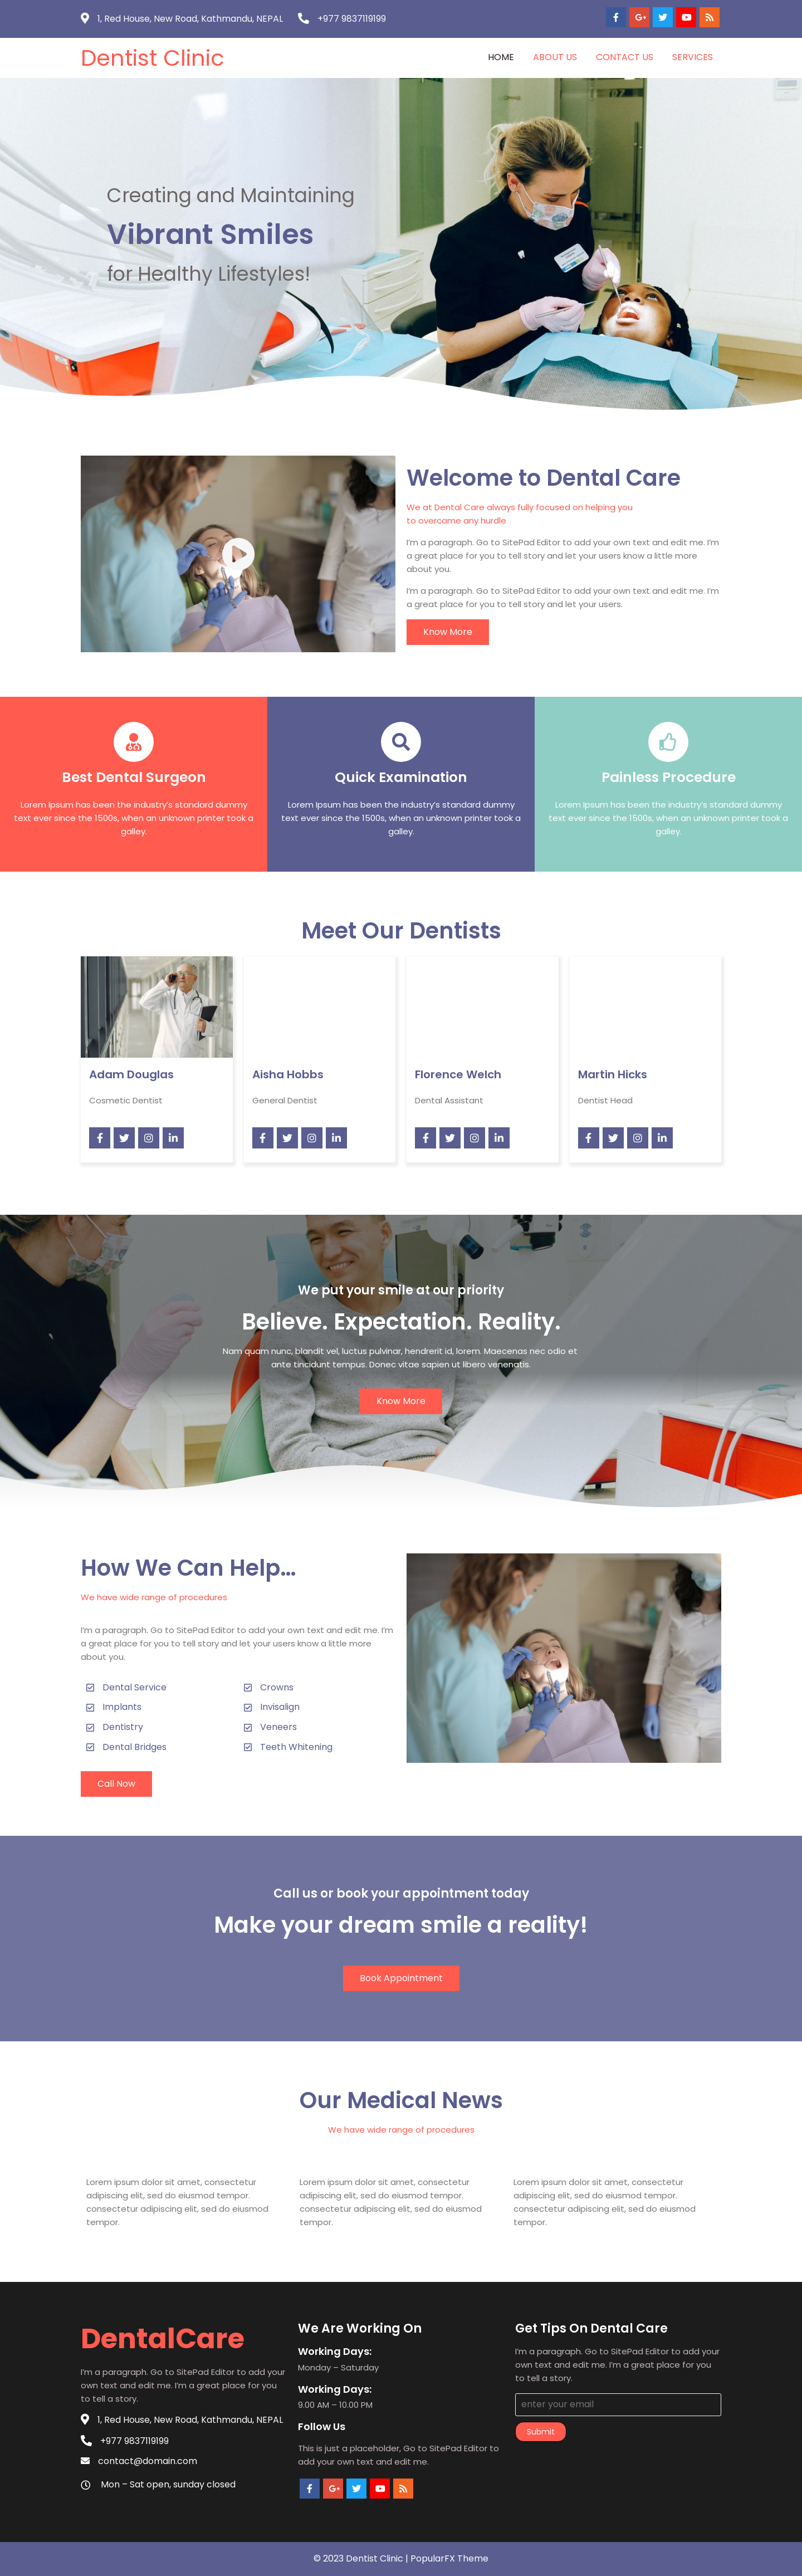 1, Red House, New Road, Kathmandu, NEPAL +977 9837119199
Dentist Clinic
HOME ABOUT US CONTACT US SERVICES
Creating and Maintaining
Vibrant Smiles
for Healthy Lifestyles!
Welcome to Dental Care
We at Dental Care always fully focused on helping you
to overcame any hurdle
I'm a paragraph. Go to SitePad Editor to add your own text and edit me. I'm
a great place for you to tell story and let your users know a little more
about you.
I'm a paragraph. Go to SitePad Editor to add your own text and edit me. I'm
a great place for you to tell story and let your users.
Know More
Best Dental Surgeon
Lorem Ipsum has been the industry's standard dummy
text ever since the 1500s, when an unknown printer took a
galley.
Quick Examination
Lorem Ipsum has been the industry's standard dummy
text ever since the 1500s, when an unknown printer took a
galley.
Painless Procedure
Lorem Ipsum has been the industry's standard dummy
text ever since the 1500s, when an unknown printer took a
galley.
Meet Our Dentists
Adam Douglas
Cosmetic Dentist
Aisha Hobbs
General Dentist
Florence Welch
Dental Assistant
Martin Hicks
Dentist Head
We put your smile at our priority
Believe. Expectation. Reality.
Nam quam nunc, blandit vel, luctus pulvinar, hendrerit id, lorem. Maecenas nec odio et
ante tincidunt tempus. Donec vitae sapien ut libero venenatis.
Know More
How We Can Help...
We have wide range of procedures
I'm a paragraph. Go to SitePad Editor to add your own text and edit me. I'm
a great place for you to tell story and let your users know a little more
about you.
Dental Service
Implants
Dentistry
Dental Bridges
Crowns
Invisalign
Veneers
Teeth Whitening
Call Now
Call us or book your appointment today
Make your dream smile a reality!
Book Appointment
Our Medical News
We have wide range of procedures
Lorem ipsum dolor sit amet, consectetur
adipiscing elit, sed do eiusmod tempor.
consectetur adipiscing elit, sed do eiusmod
tempor.
Lorem ipsum dolor sit amet, consectetur
adipiscing elit, sed do eiusmod tempor.
consectetur adipiscing elit, sed do eiusmod
tempor.
Lorem ipsum dolor sit amet, consectetur
adipiscing elit, sed do eiusmod tempor.
consectetur adipiscing elit, sed do eiusmod
tempor.
DentalCare
I'm a paragraph. Go to SitePad Editor to add your
own text and edit me. I'm a great place for you
to tell a story.
1, Red House, New Road, Kathmandu, NEPAL
+977 9837119199
contact@domain.com
Mon – Sat open, sunday closed
We Are Working On
Working Days:
Monday – Saturday
Working Days:
9.00 AM – 10.00 PM
Follow Us
This is just a placeholder, Go to SitePad Editor to
add your own text and edit me.
Get Tips On Dental Care
I'm a paragraph. Go to SitePad Editor to add your
own text and edit me. I'm a great place for you
to tell a story.
enter your email
Submit
© 2023 Dentist Clinic | PopularFX Theme